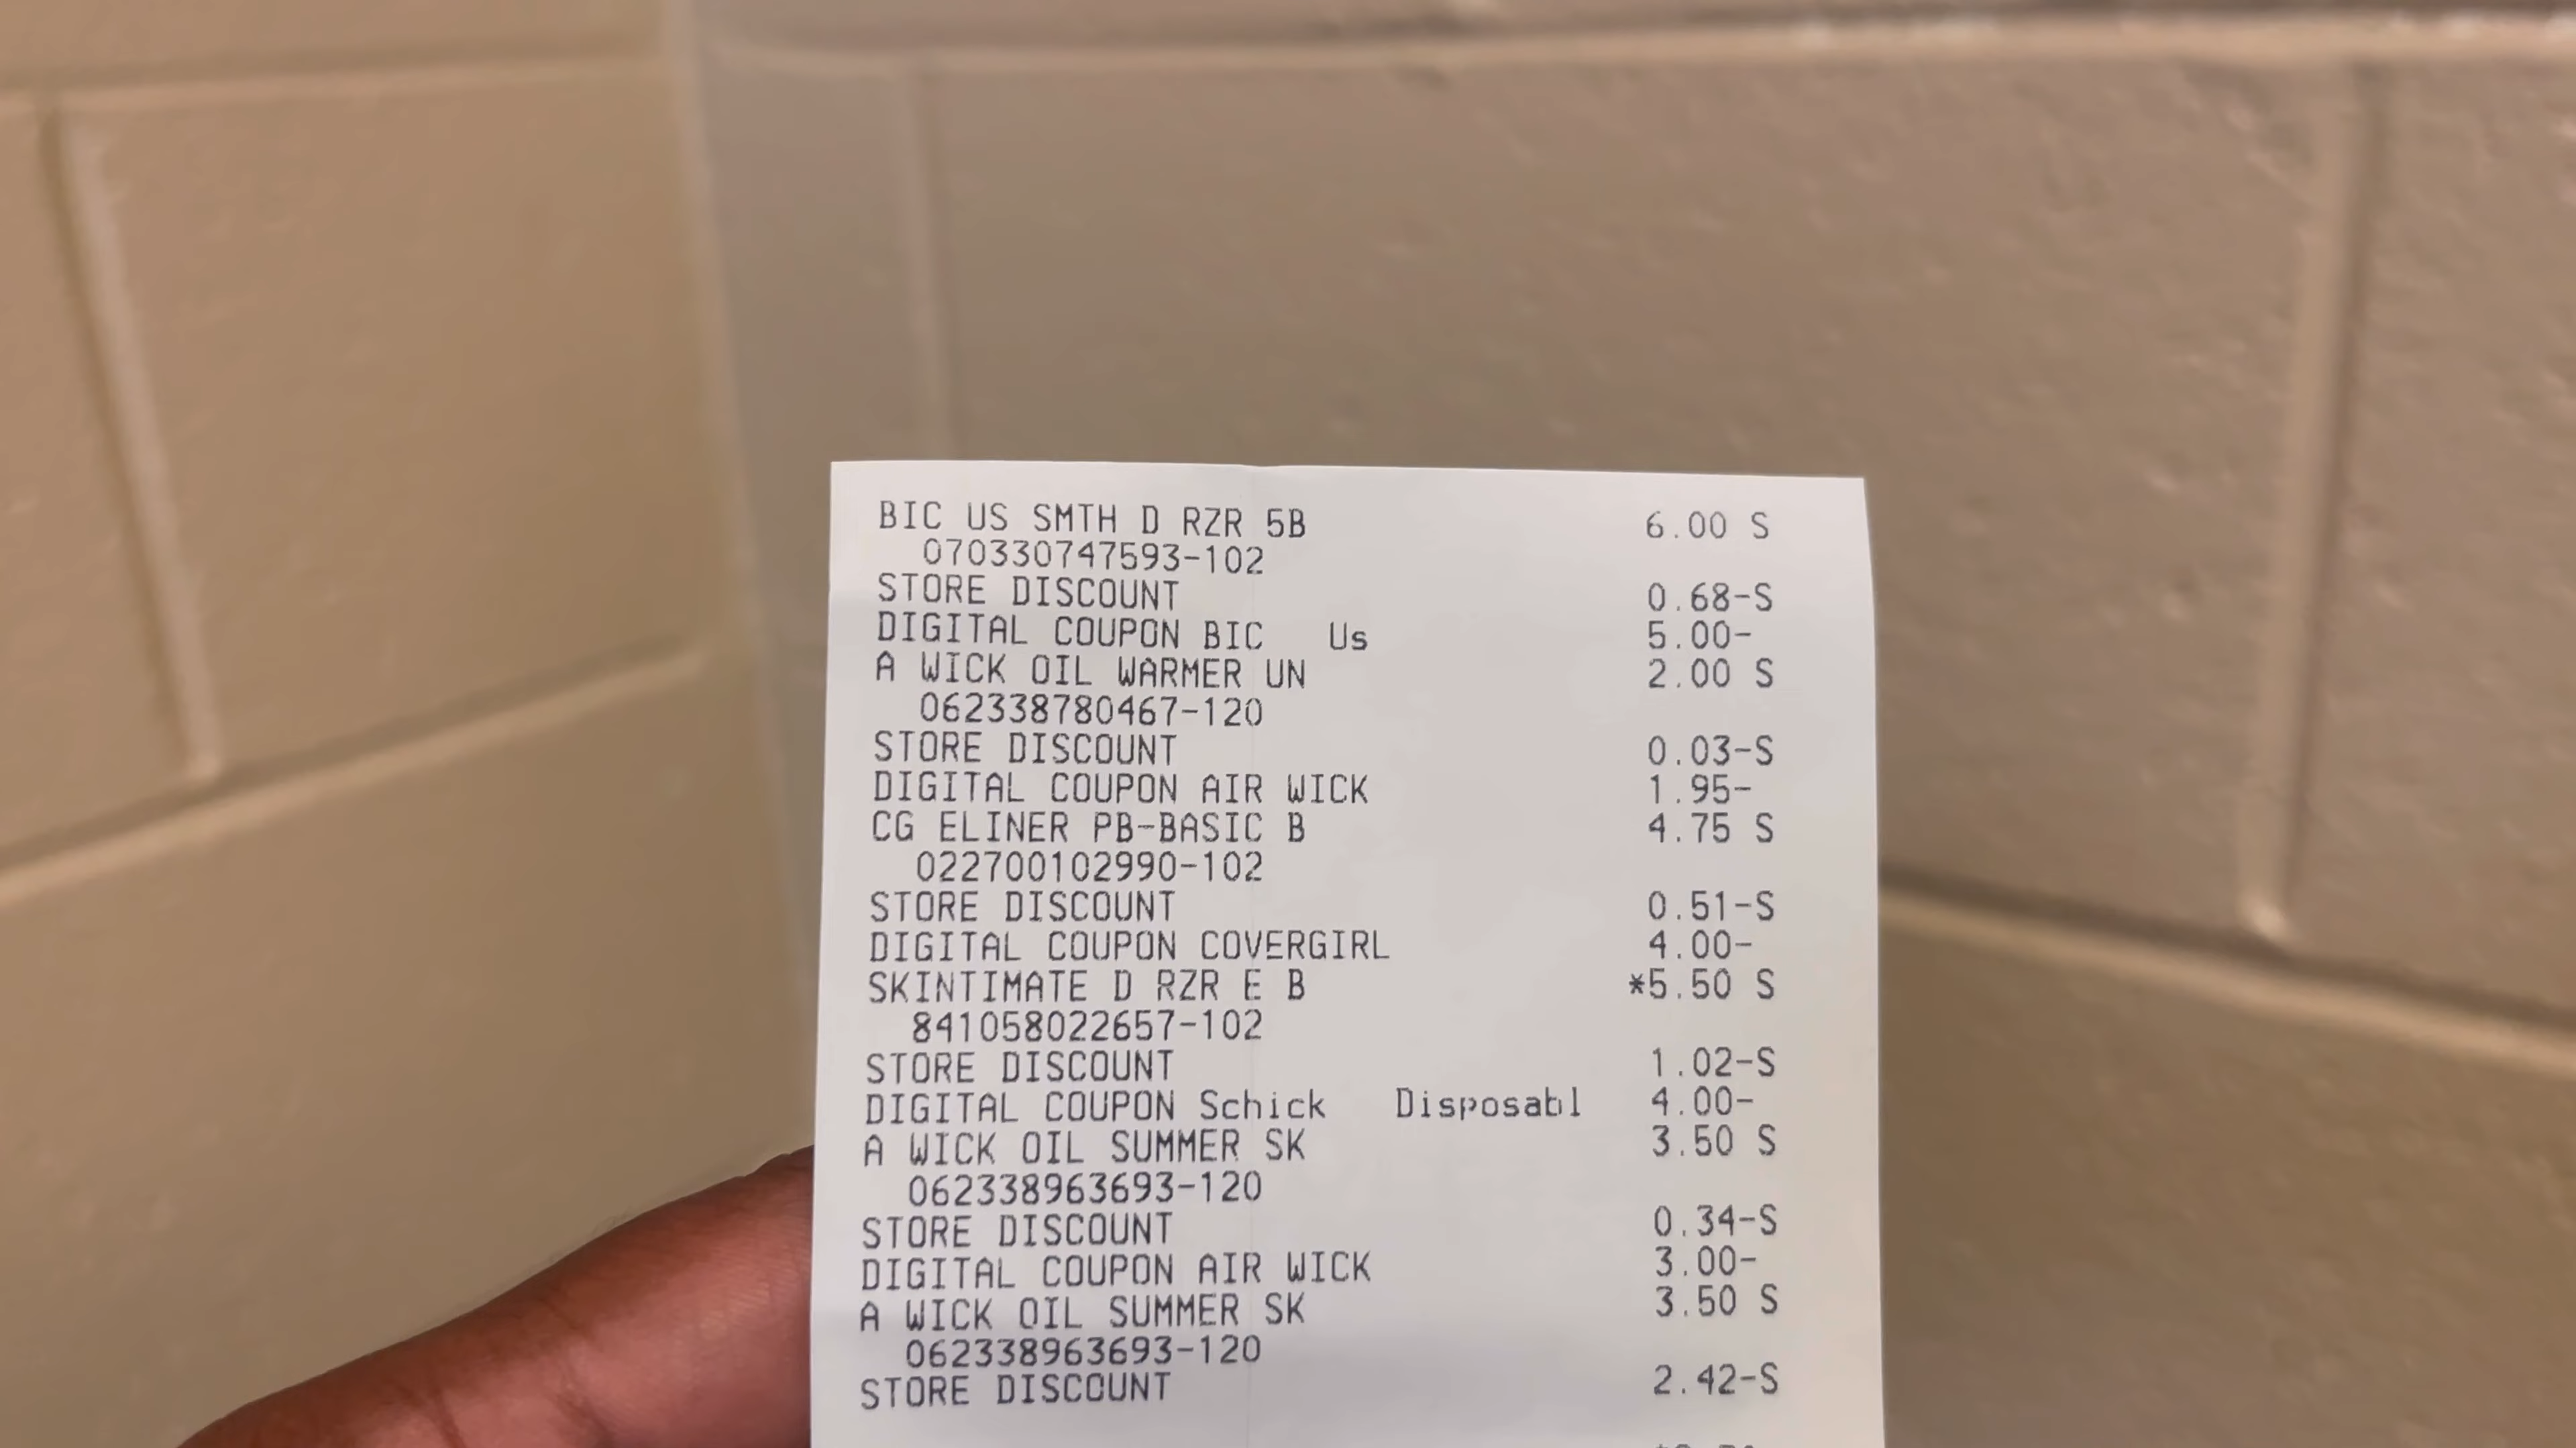 BIC US SMTH D RZR 5B 6.00 S
070330747593-102
STORE DISCOUNT 0.68-S
DIGITAL COUPON BIC Us 5.00-
A WICK OIL WARMER UN 2.00 S
062338780467-120
STORE DISCOUNT 0.03-S
DIGITAL COUPON AIR WICK 1.95-
CG ELINER PB-BASIC B 4.75 S
022700102990-102
STORE DISCOUNT 0.51-S
DIGITAL COUPON COVERGIRL 4.00-
SKINTIMATE D RZR E B *5.50 S
841058022657-102
STORE DISCOUNT 1.02-S
DIGITAL COUPON Schick Disposabl 4.00-
A WICK OIL SUMMER SK 3.50 S
062338963693-120
STORE DISCOUNT 0.34-S
DIGITAL COUPON AIR WICK 3.00-
A WICK OIL SUMMER SK 3.50 S
062338963693-120
STORE DISCOUNT 2.42-S